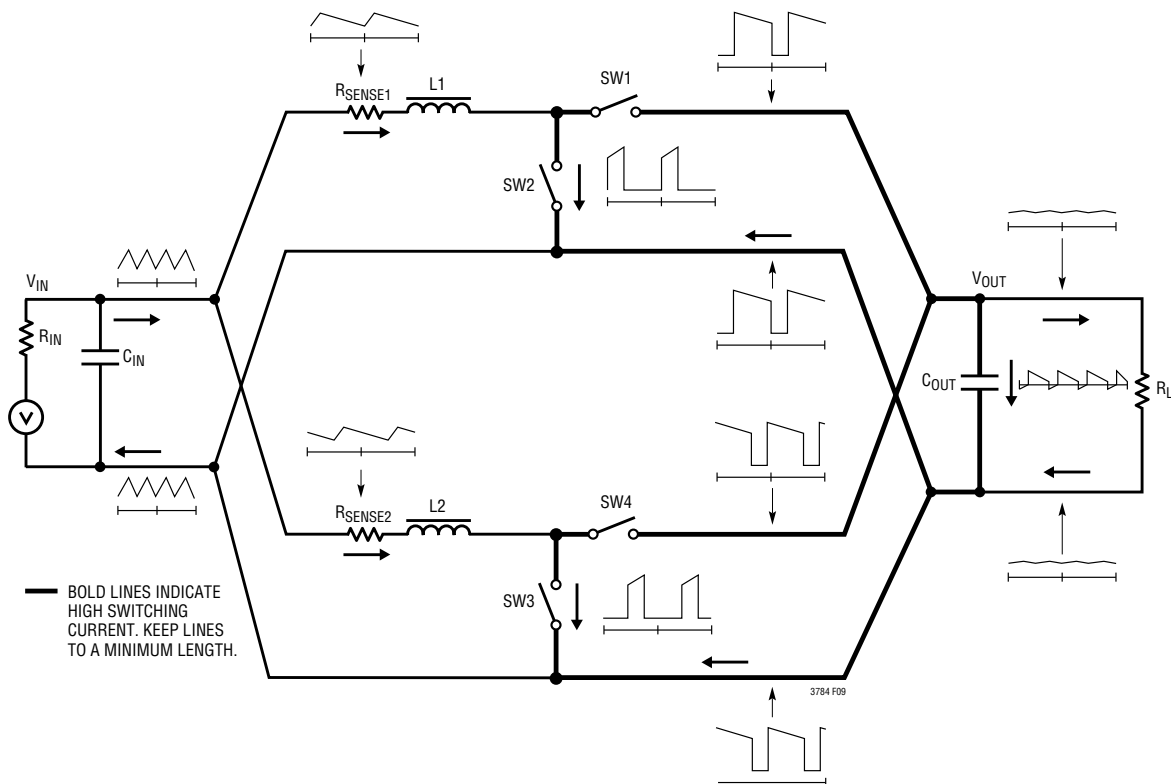 SW1
L1
RSENSE1
SW2
VIN
RIN
CIN
V
VOUT
COUT
RL
RSENSE2
L2
SW4
SW3
BOLD LINES INDICATE
HIGH SWITCHING
CURRENT. KEEP LINES
TO A MINIMUM LENGTH.
3784 F09